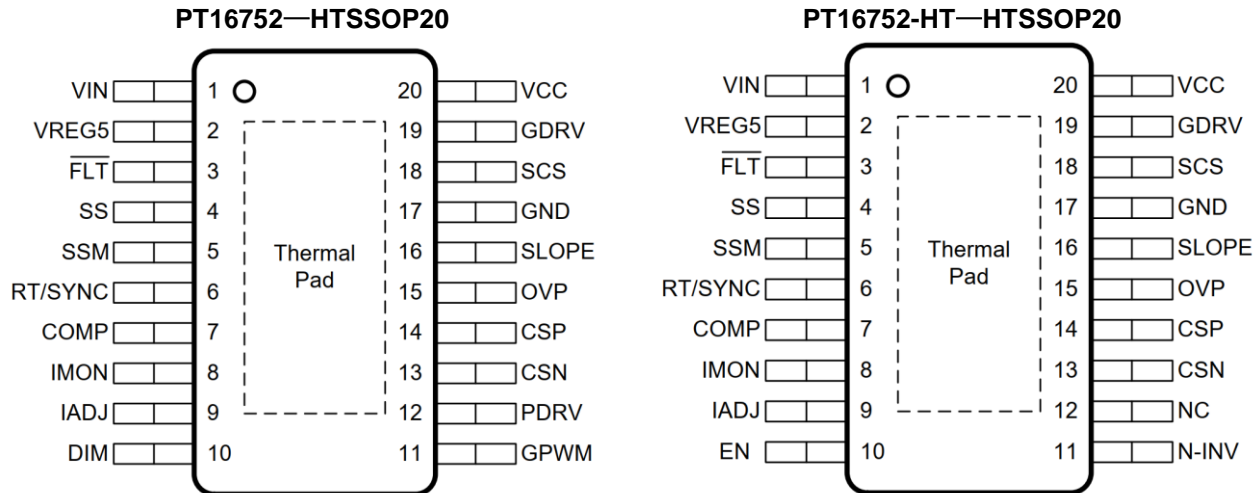 PT16752—HTSSOP20
VIN 1 20 VCC
VREG5 2 19 GDRV
FLT 3 18 SCS
SS 4 17 GND
SSM 5 16 SLOPE
RT/SYNC 6 15 OVP
COMP 7 14 CSP
IMON 8 13 CSN
IADJ 9 12 PDRV
DIM 10 11 GPWM
Thermal
Pad
PT16752-HT—HTSSOP20
VIN 1 20 VCC
VREG5 2 19 GDRV
FLT 3 18 SCS
SS 4 17 GND
SSM 5 16 SLOPE
RT/SYNC 6 15 OVP
COMP 7 14 CSP
IMON 8 13 CSN
IADJ 9 12 NC
EN 10 11 N-INV
Thermal
Pad